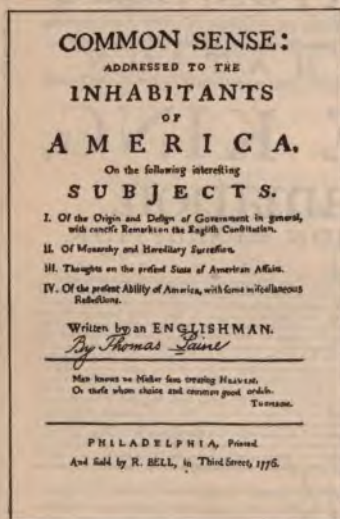 COMMON SENSE:
ADDRESSED TO THE
INHABITANTS
OF
AMERICA,
On the following interesting
SUBJECTS.
I. Of the Origin and Design of Government in general,
with concise Remarks on the English Constitution.
II. Of Monarchy and Hereditary Succession.
III. Thoughts on the present State of American Affairs.
IV. Of the present Ability of America, with some miscellaneous
Reflections.
Written by an ENGLISHMAN.
By Thomas Paine
Man knows no Master save creating HEAVEN,
Or those whom choice and common good ordain.
THOMSON.
PHILADELPHIA, Printed
And Sold by R. BELL, in Third Street, 1776.